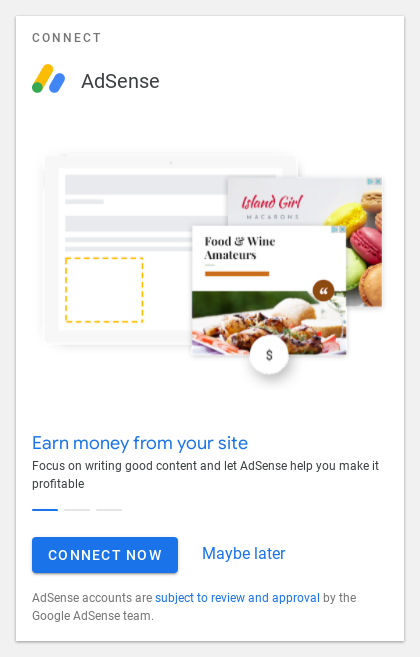 CONNECT
AdSense
Island Girl
MACARONS
Food & Wine
Amateurs
“
$
Earn money from your site
Focus on writing good content and let AdSense help you make it
profitable
CONNECT NOW
Maybe later
AdSense accounts are subject to review and approval by the
Google AdSense team.